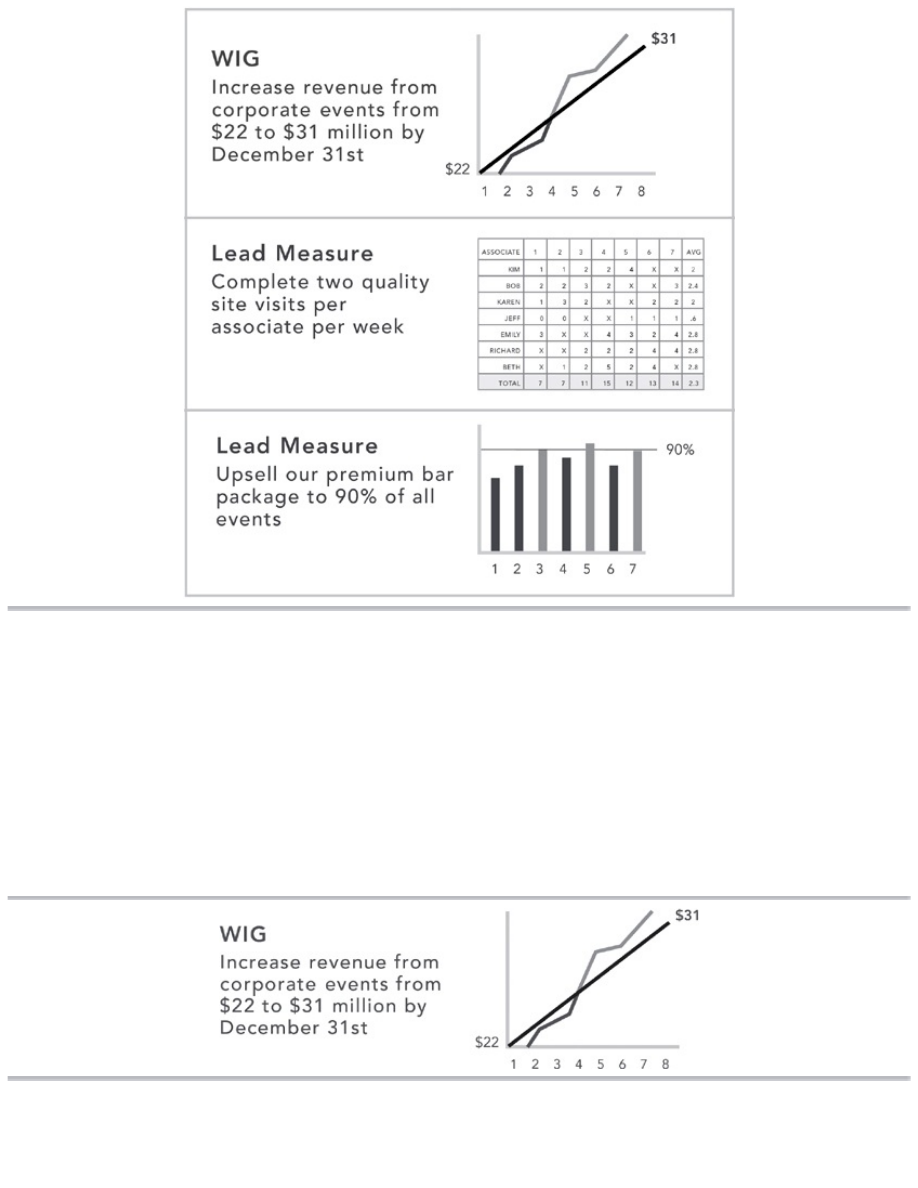 WIG
Increase revenue from
corporate events from
$22 to $31 million by
December 31st
$31
$22
1 2 3 4 5 6 7 8
Lead Measure
Complete two quality
site visits per
associate per week
ASSOCIATE 1 2 3 4 5 6 7 AVG
KIM 1 1 2 2 4 X X 2
BOB 2 2 3 2 X X 3 2.4
KAREN 1 3 2 X X 2 2 2
JEFF 0 0 X X 1 1 1 .6
EMILY 3 X X 4 3 2 4 2.8
RICHARD X X 2 2 2 4 4 2.8
BETH X 1 2 5 2 4 X 2.8
TOTAL 7 7 11 15 12 13 14 2.3
Lead Measure
Upsell our premium bar
package to 90% of all
events
90%
1 2 3 4 5 6 7
WIG
Increase revenue from
corporate events from
$22 to $31 million by
December 31st
$31
$22
1 2 3 4 5 6 7 8